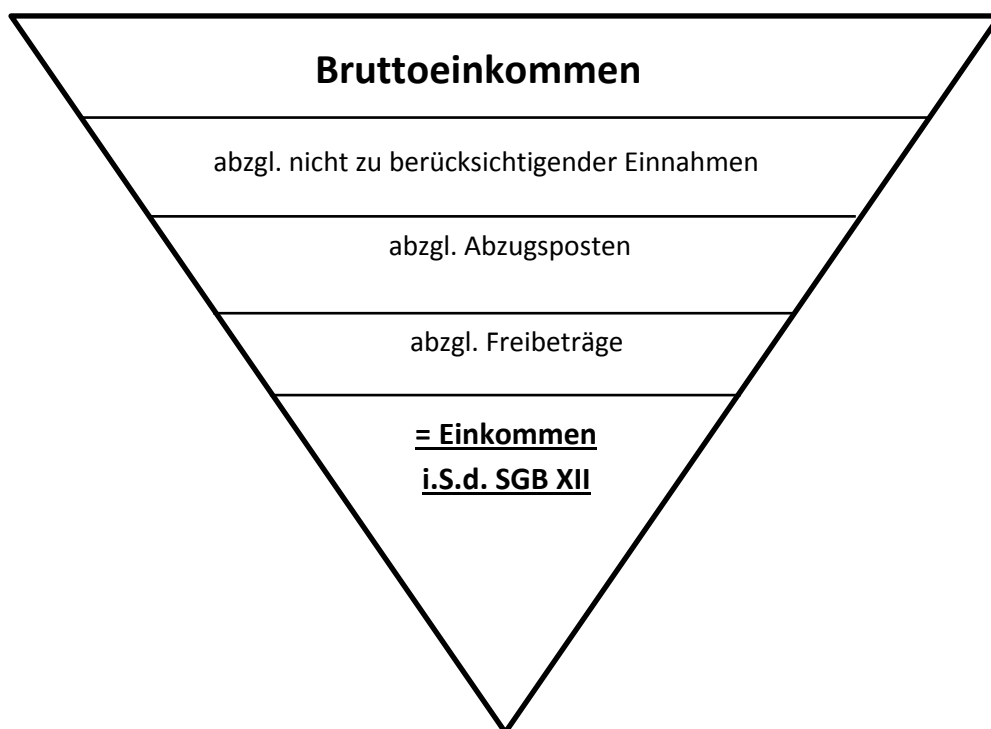 Bruttoeinkommen
abzgl. nicht zu berücksichtigender Einnahmen
abzgl. Abzugsposten
abzgl. Freibeträge
= Einkommen
i.S.d. SGB XII